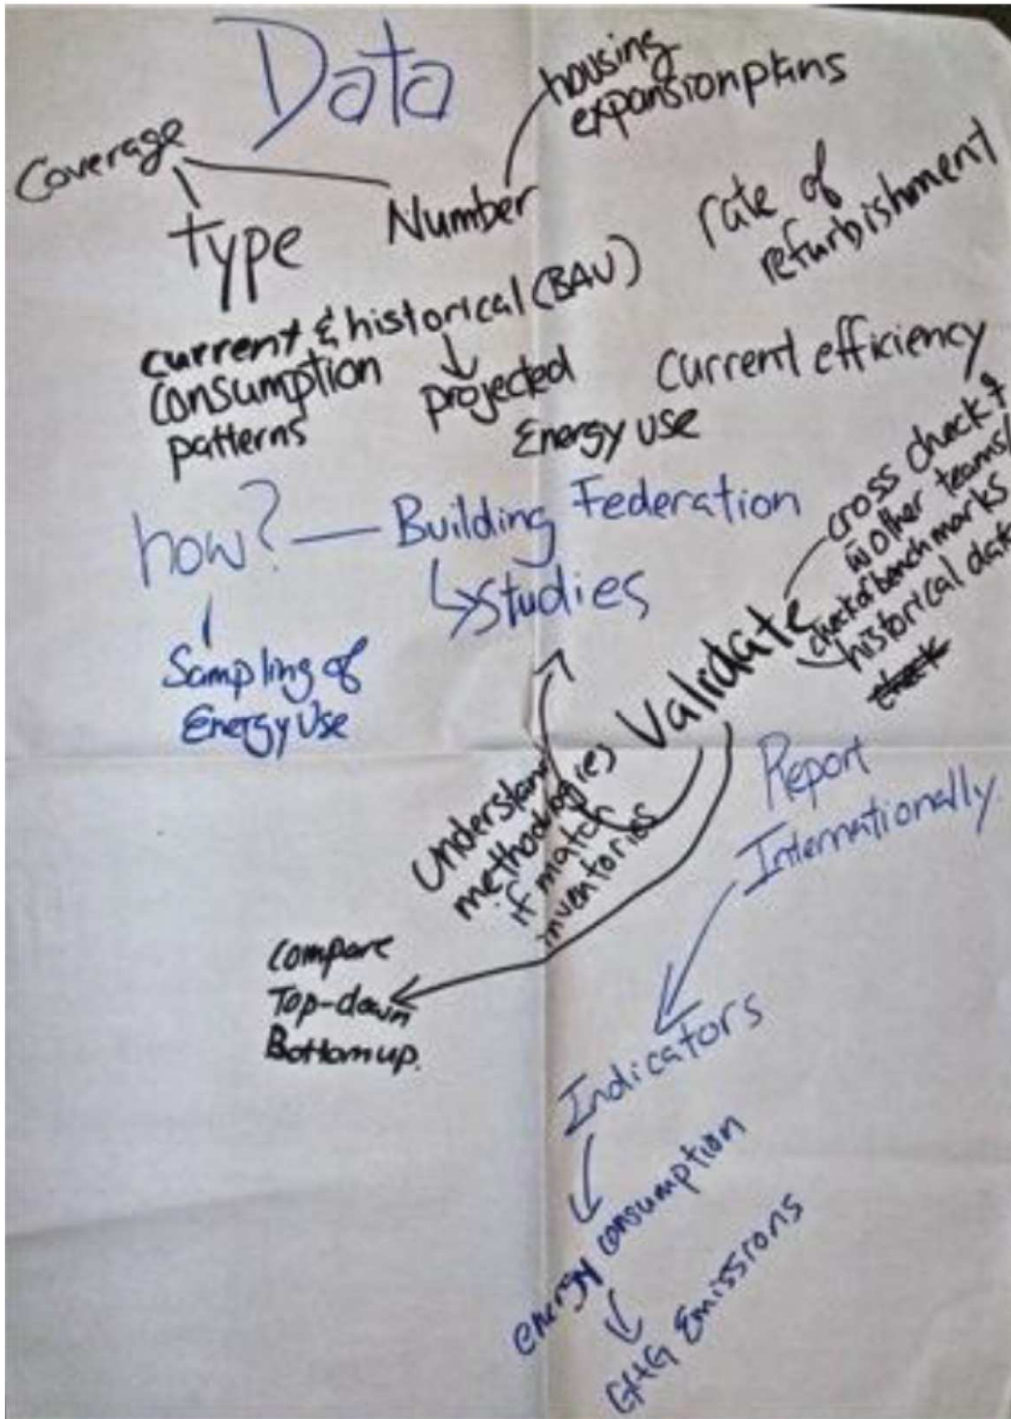 Data
housing
expansion plans
Coverage
Type
Number
rate of
refurbishment
current & historical (BAU)
consumption
patterns
projected
Energy use
Current efficiency
how? — Building Federation
↳ studies
Sampling of
Energy Use
Validate
cross check
w other teams/
check of benchmarks
historical data
Understand
methodologies
if match
inventories
Compare
Top-down
Bottom up.
Report
Internationally.
Indicators
energy consumption
GHG Emissions